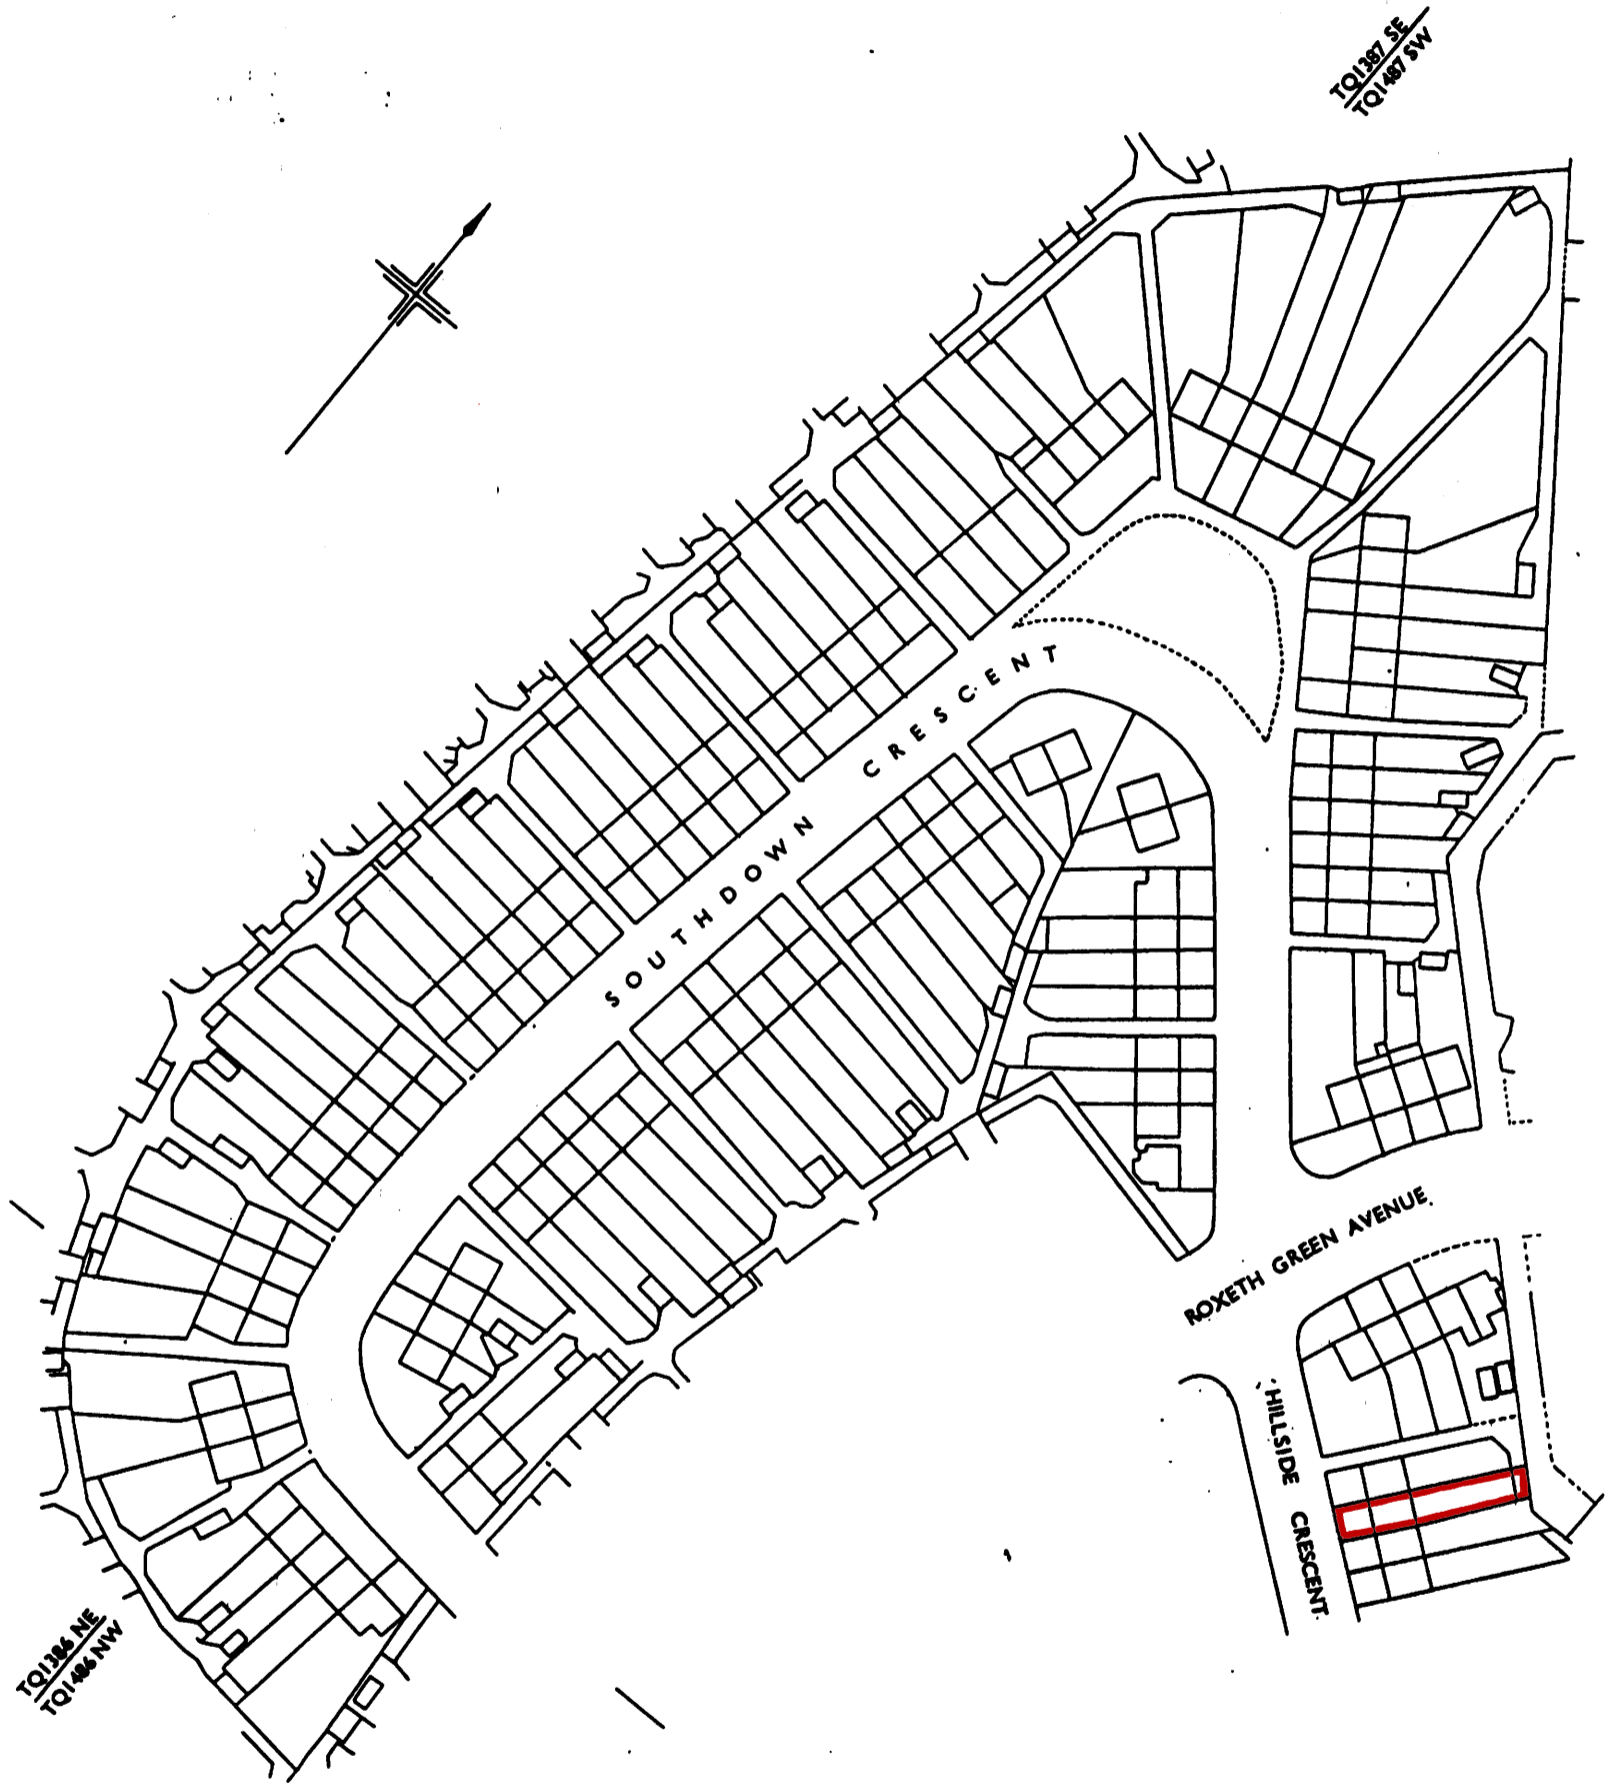 TQ1387 SE
TQ1487 SW
SOUTHDOWN CRESCENT
ROXETH GREEN AVENUE
HILLSIDE CRESCENT
TQ1386 NE
TQ1486 NW